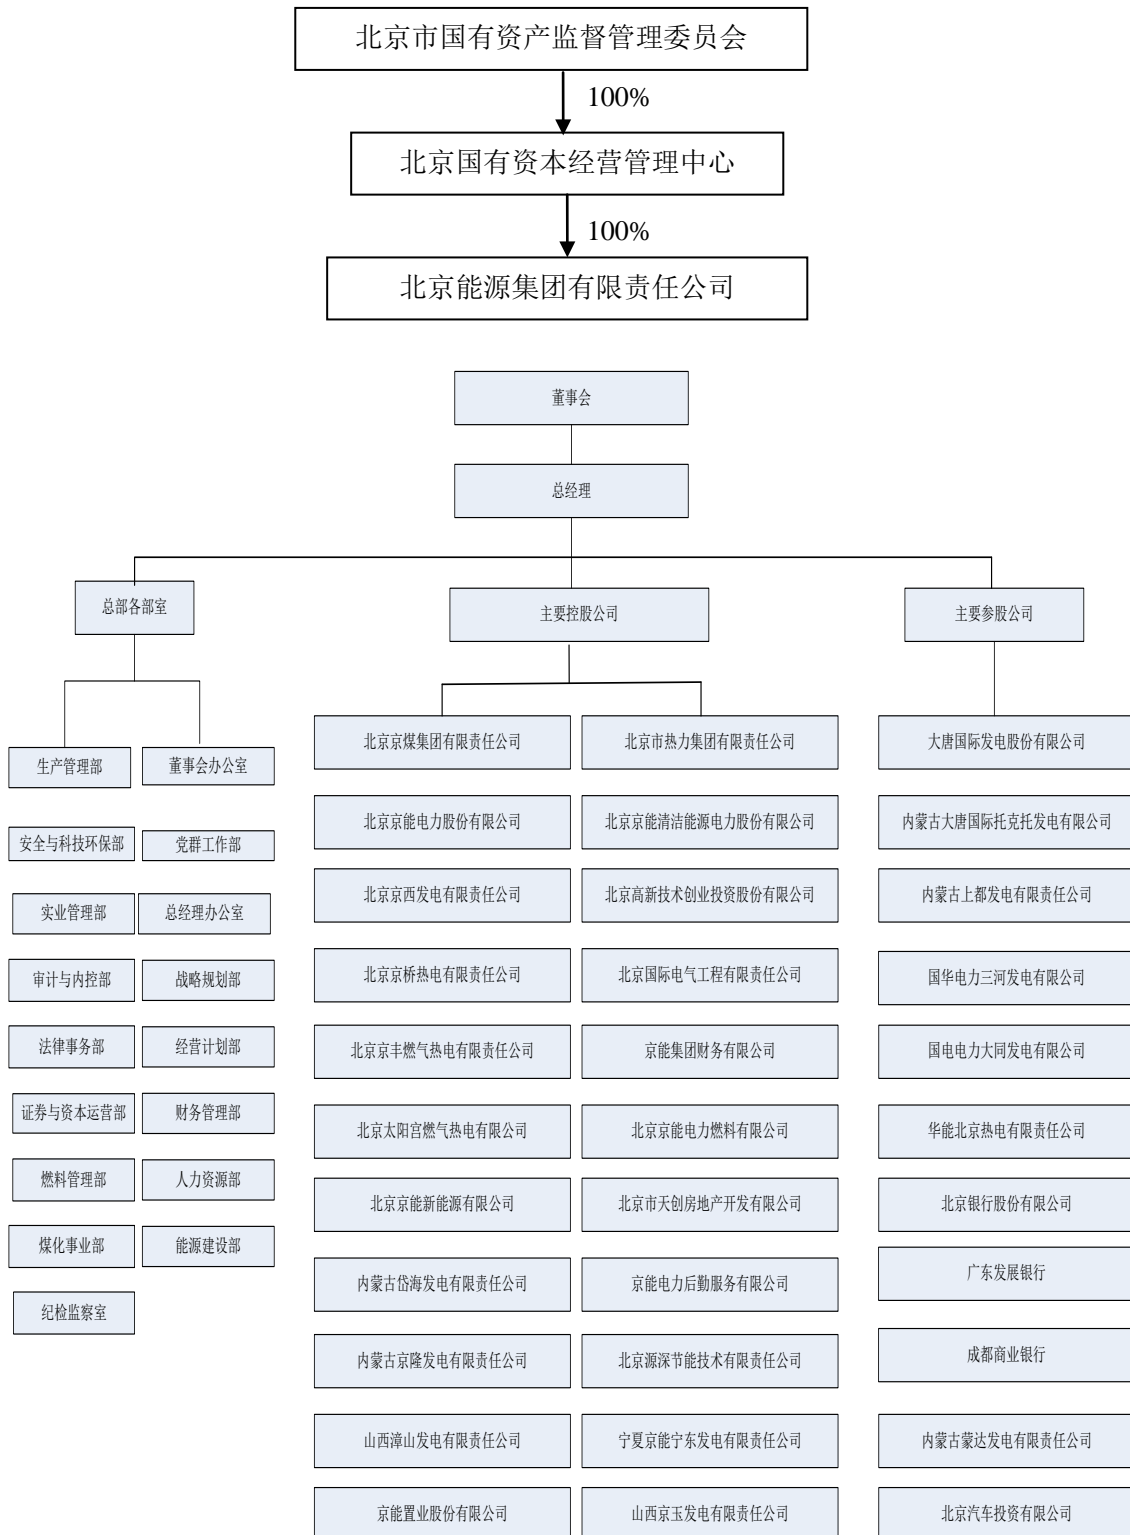 北京市国有资产监督管理委员会
100%
北京国有资本经营管理中心
100%
北京能源集团有限责任公司
董事会
总经理
总部各部室
主要控股公司
主要参股公司
生产管理部
董事会办公室
安全与科技环保部
党群工作部
实业管理部
总经理办公室
审计与内控部
战略规划部
法律事务部
经营计划部
证券与资本运营部
财务管理部
燃料管理部
人力资源部
煤化事业部
能源建设部
纪检监察室
北京京煤集团有限责任公司
北京市热力集团有限责任公司
北京京能电力股份有限公司
北京京能清洁能源电力股份有限公司
北京京西发电有限责任公司
北京高新技术创业投资股份有限公司
北京京桥热电有限责任公司
北京国际电气工程有限责任公司
北京京丰燃气热电有限责任公司
京能集团财务有限公司
北京太阳宫燃气热电有限公司
北京京能电力燃料有限公司
北京京能新能源有限公司
北京市天创房地产开发有限公司
内蒙古岱海发电有限责任公司
京能电力后勤服务有限公司
内蒙古京隆发电有限责任公司
北京源深节能技术有限责任公司
山西漳山发电有限责任公司
宁夏京能宁东发电有限责任公司
京能置业股份有限公司
山西京玉发电有限责任公司
大唐国际发电股份有限公司
内蒙古大唐国际托克托发电有限公司
内蒙古上都发电有限责任公司
国华电力三河发电有限公司
国电电力大同发电有限公司
华能北京热电有限责任公司
北京银行股份有限公司
广东发展银行
成都商业银行
内蒙古蒙达发电有限责任公司
北京汽车投资有限公司